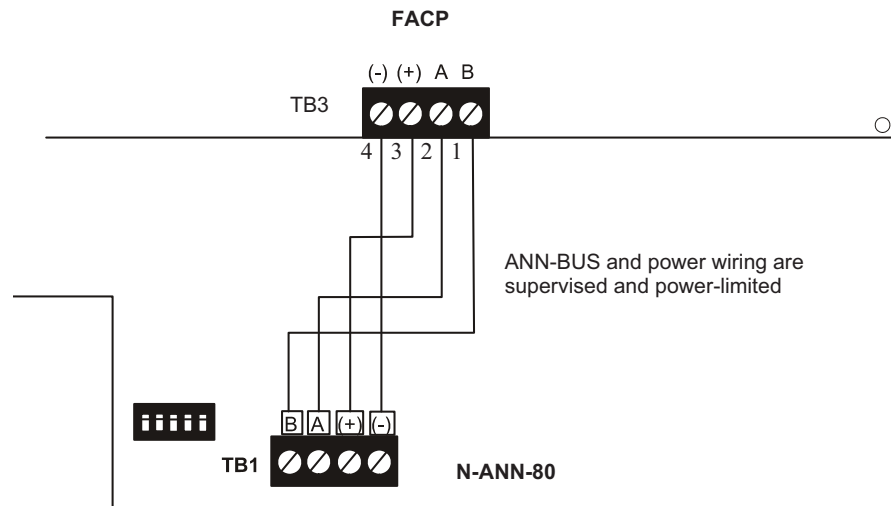 FACP
(-) (+) A B
TB3
4 3 2 1
ANN-BUS and power wiring are
supervised and power-limited
B A (+) (-)
TB1
N-ANN-80